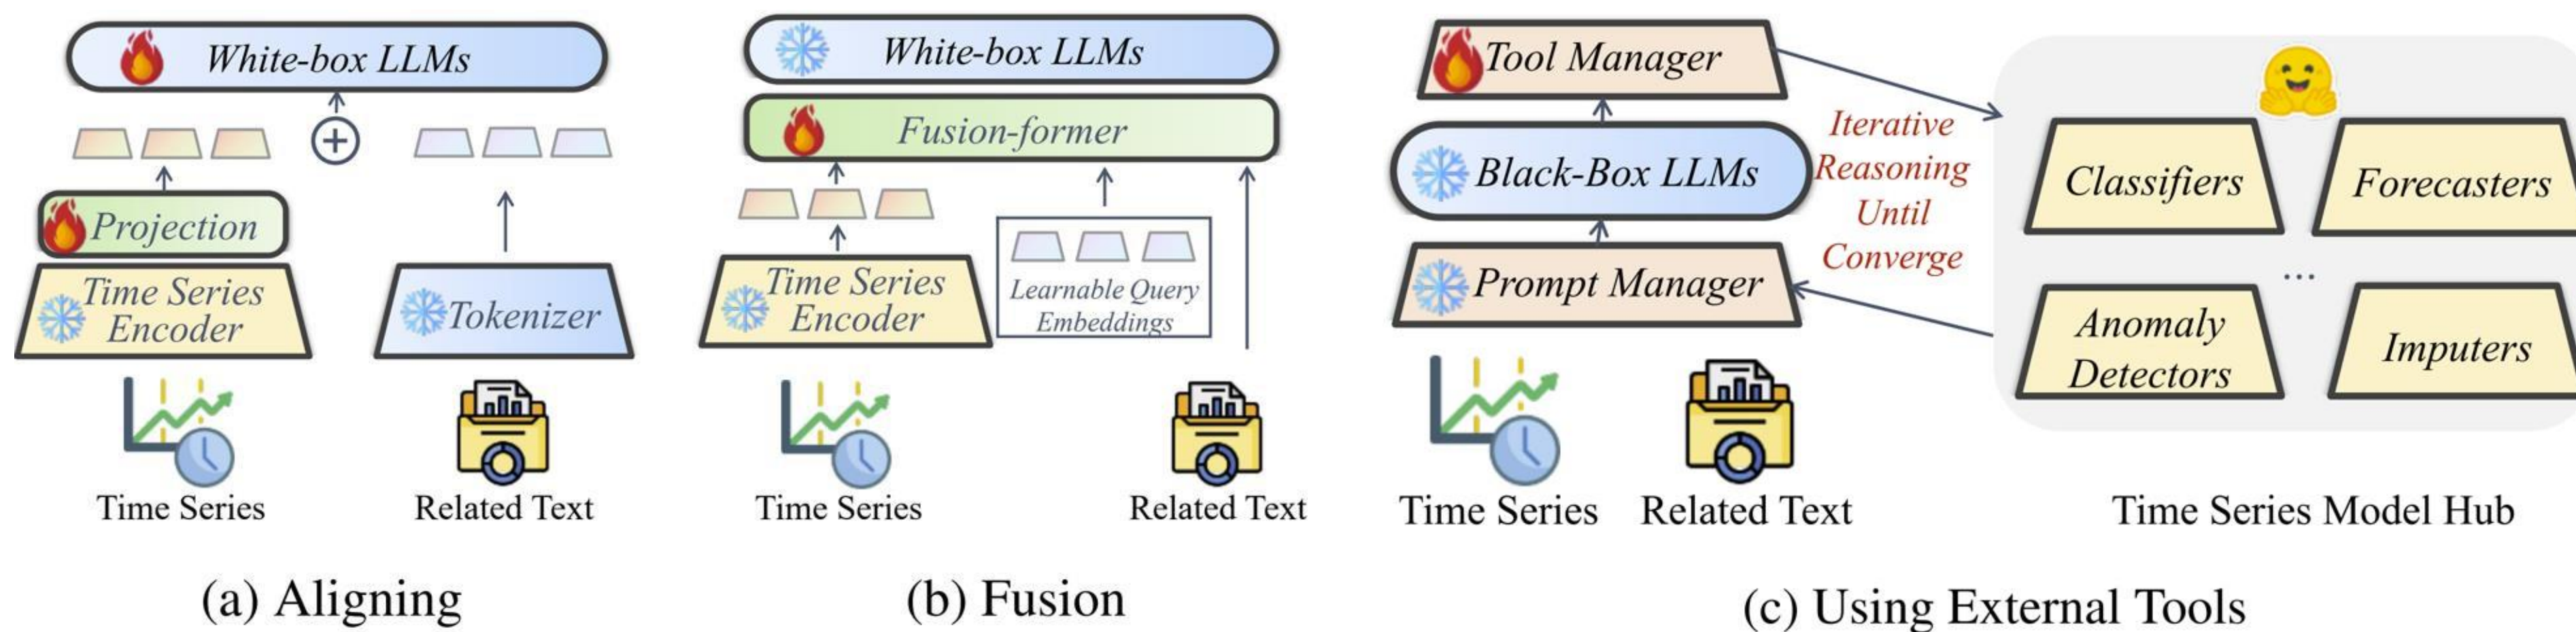 White-box LLMs
Projection
Time Series
Encoder
Tokenizer
Time Series
Related Text
(a) Aligning
White-box LLMs
Fusion-former
Time Series
Encoder
Learnable Query
Embeddings
Time Series
Related Text
(b) Fusion
Tool Manager
Black-Box LLMs
Prompt Manager
Iterative
Reasoning
Until
Converge
Time Series
Related Text
Classifiers
Forecasters
...
Anomaly
Detectors
Imputers
Time Series Model Hub
(c) Using External Tools